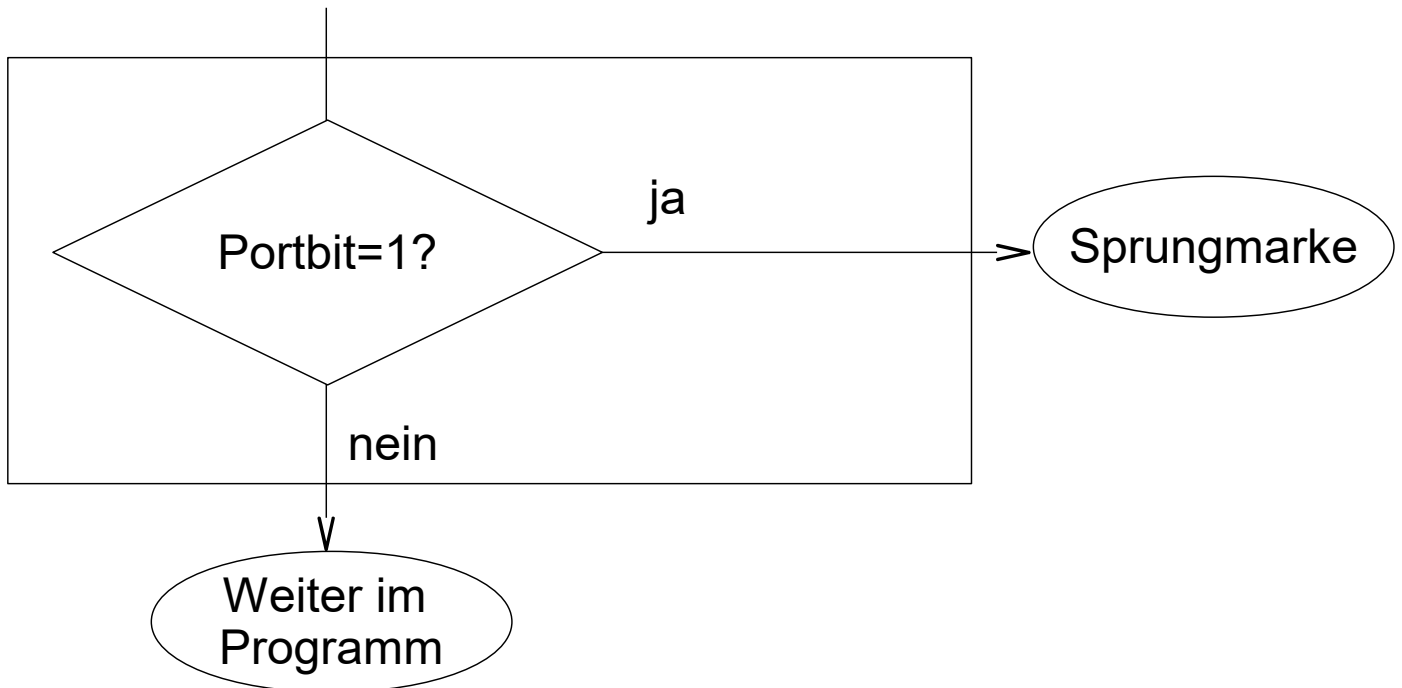 ja
Portbit=1?
Sprungmarke
nein
Weiter im
Programm